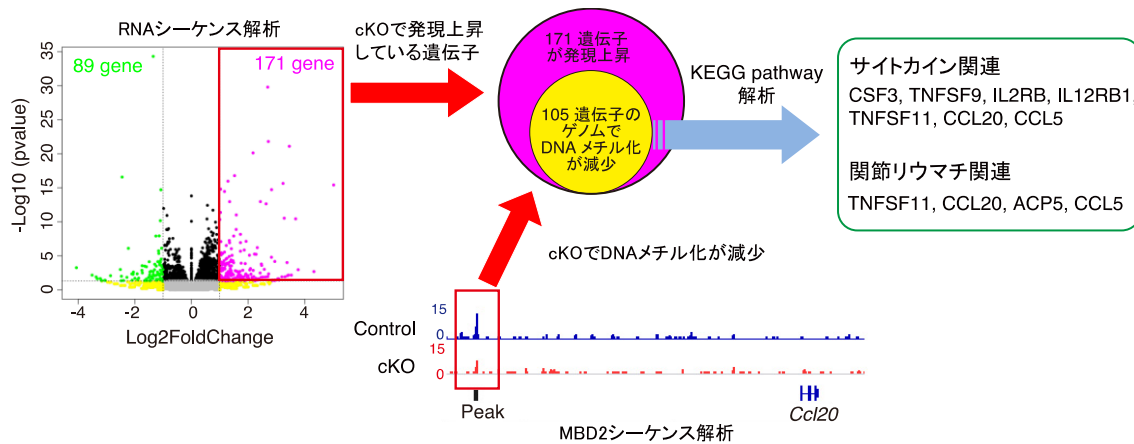 RNAシーケンス解析
89 gene
171 gene
-Log10 (pvalue)
35
30
25
20
15
10
5
0
-4
-2
0
2
4
Log2FoldChange
cKOで発現上昇
している遺伝子
171 遺伝子
が発現上昇
105 遺伝子の
ゲノムで
DNA メチル化
が減少
KEGG pathway
解析
サイトカイン関連
CSF3, TNFSF9, IL2RB, IL12RB1,
TNFSF11, CCL20, CCL5
関節リウマチ関連
TNFSF11, CCL20, ACP5, CCL5
cKOでDNAメチル化が減少
Control
15
0
cKO
15
0
Peak
Ccl20
MBD2シーケンス解析